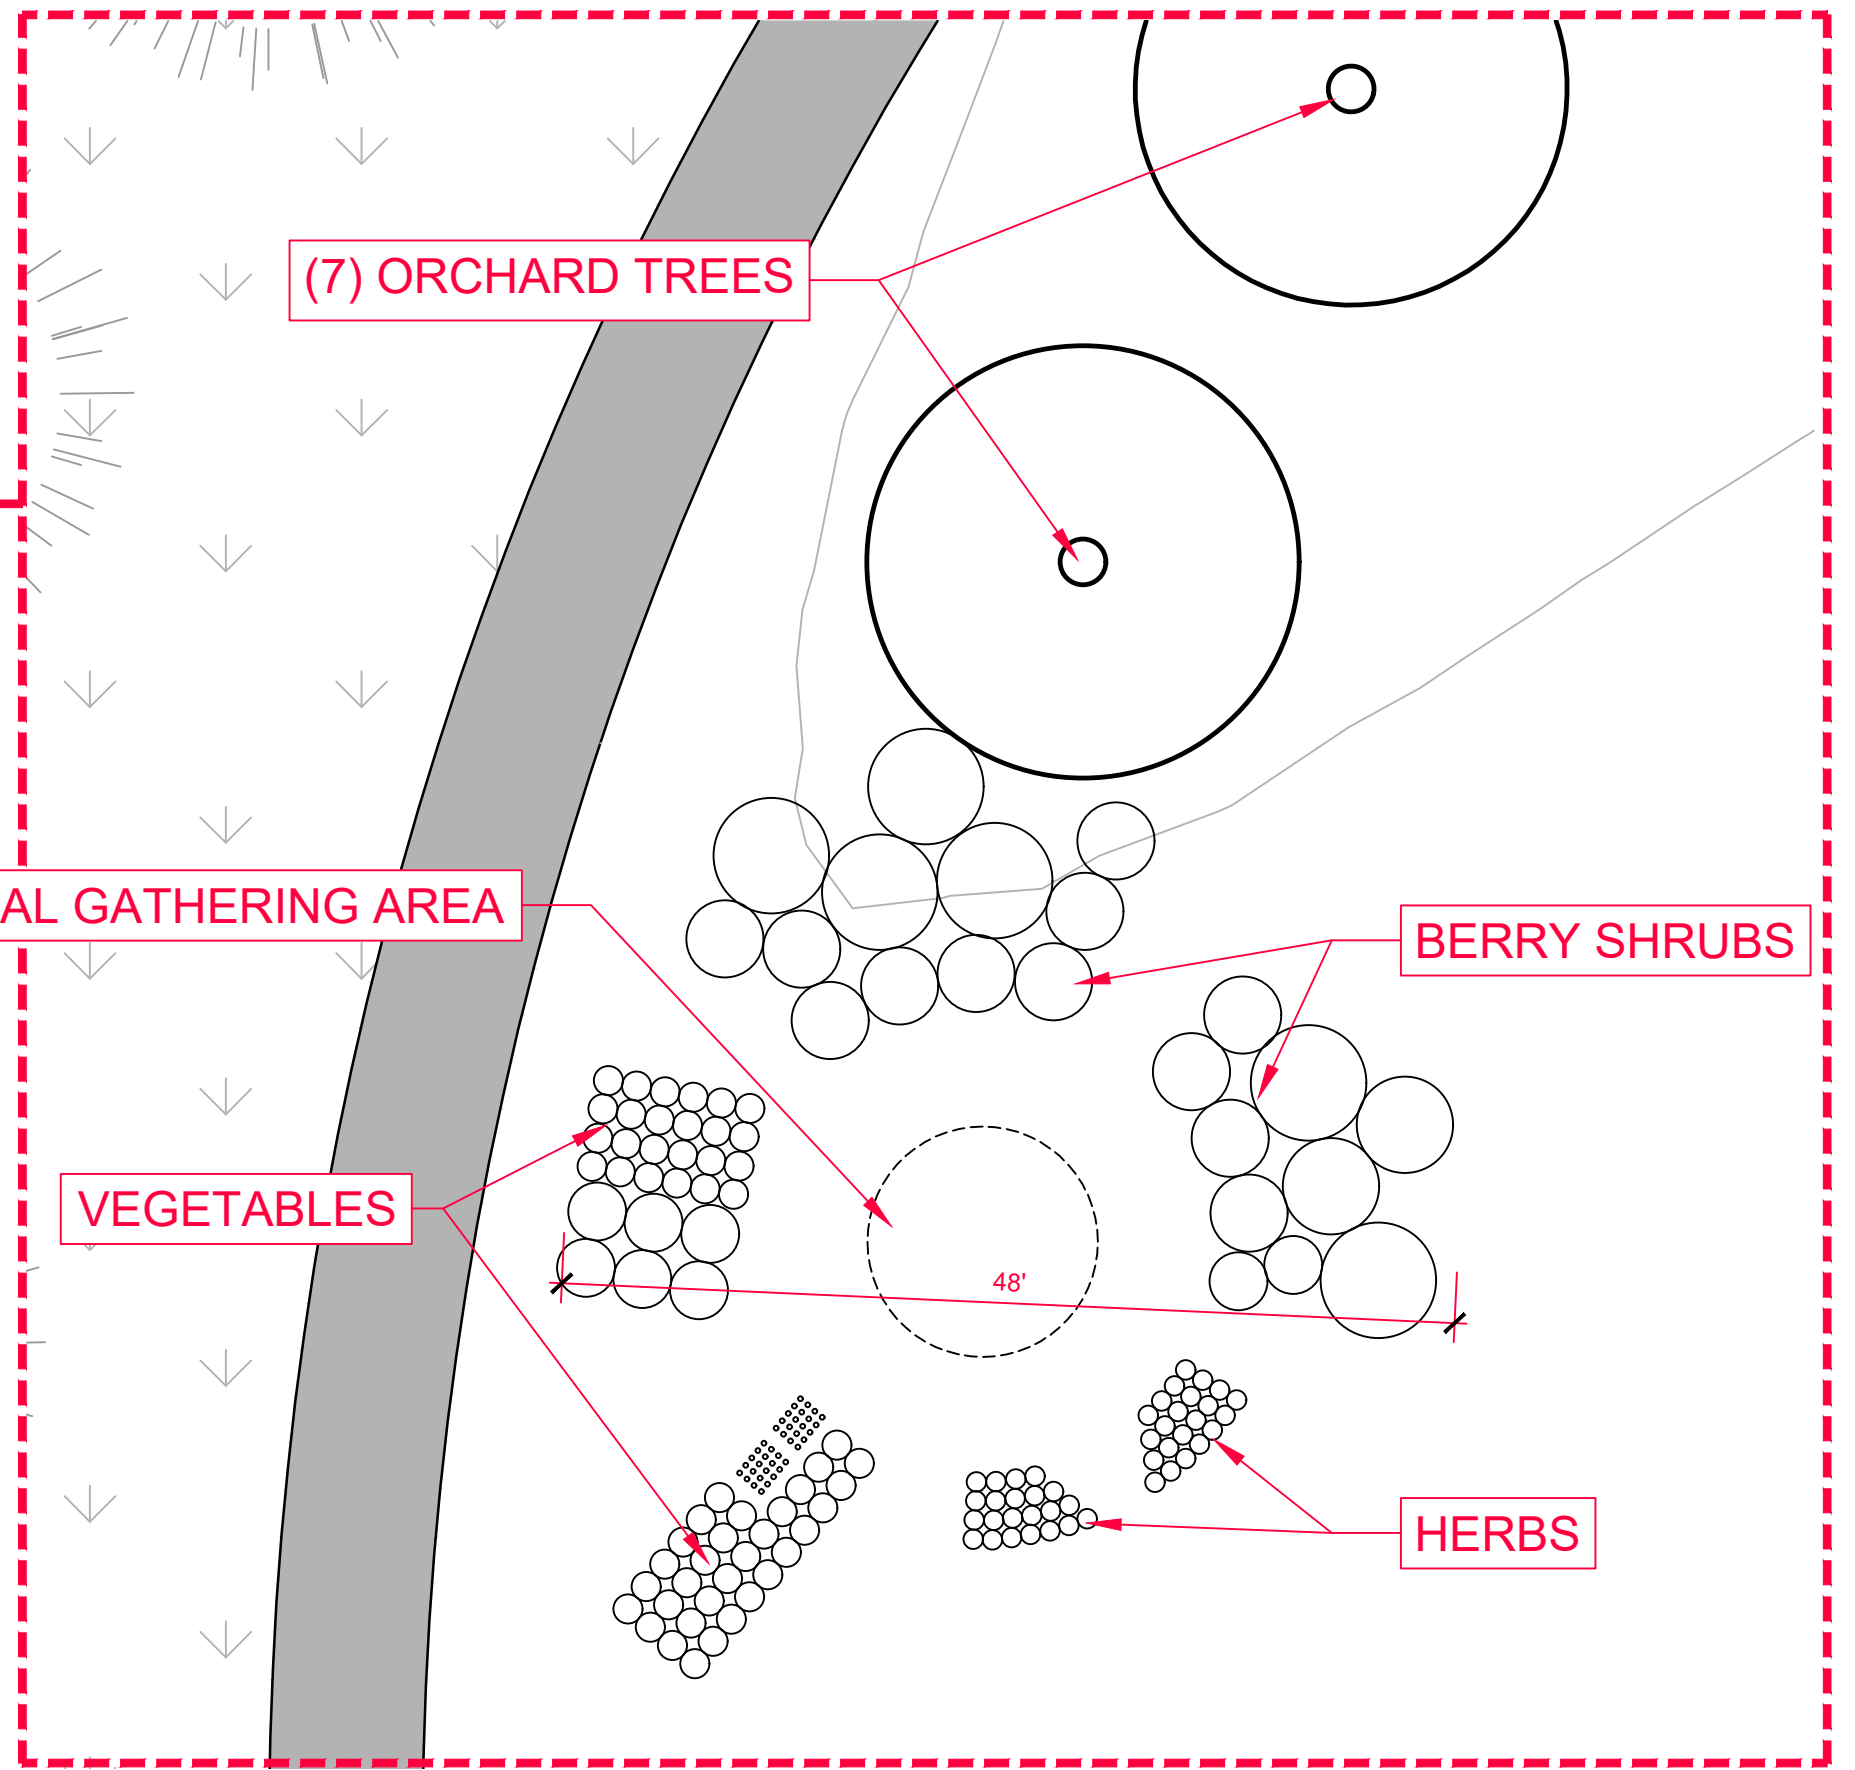 (7) ORCHARD TREES
AL GATHERING AREA
BERRY SHRUBS
VEGETABLES
48'
HERBS